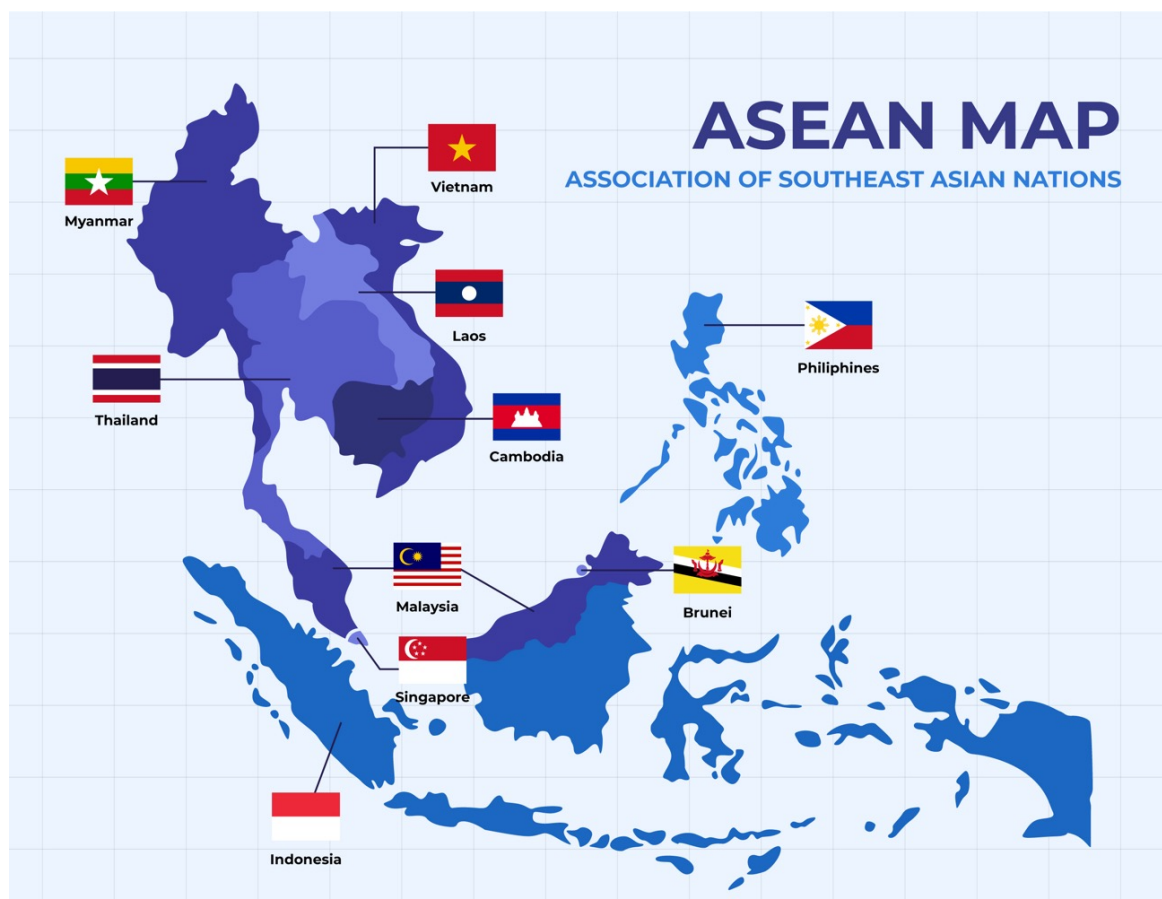 ASEAN MAP
ASSOCIATION OF SOUTHEAST ASIAN NATIONS
Vietnam
Myanmar
Laos
Philiphines
Thailand
Cambodia
Malaysia
Brunei
Singapore
Indonesia